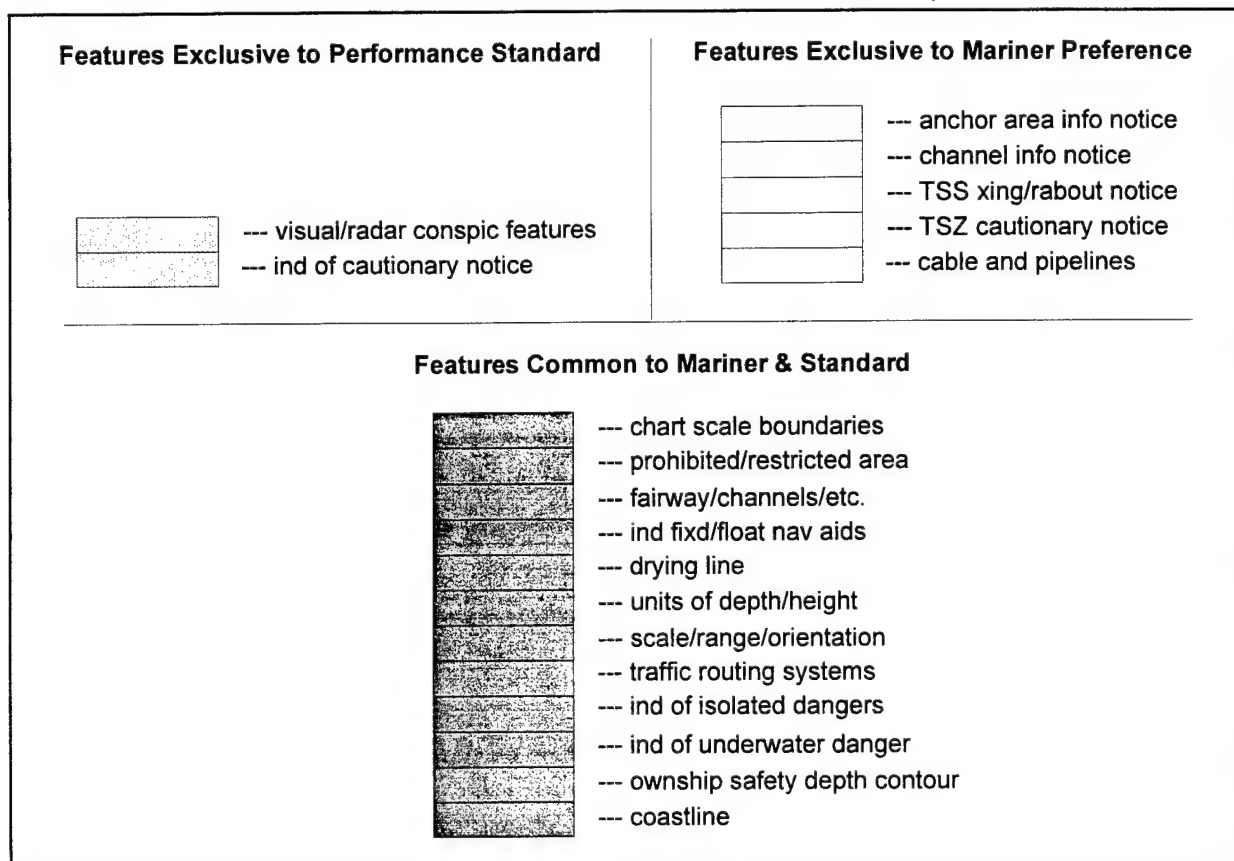 Features Exclusive to Performance Standard
--- visual/radar conspic features
--- ind of cautionary notice
Features Exclusive to Mariner Preference
--- anchor area info notice
--- channel info notice
--- TSS xing/rabout notice
--- TSZ cautionary notice
--- cable and pipelines
Features Common to Mariner & Standard
--- chart scale boundaries
--- prohibited/restricted area
--- fairway/channels/etc.
--- ind fixd/float nav aids
--- drying line
--- units of depth/height
--- scale/range/orientation
--- traffic routing systems
--- ind of isolated dangers
--- ind of underwater danger
--- ownship safety depth contour
--- coastline